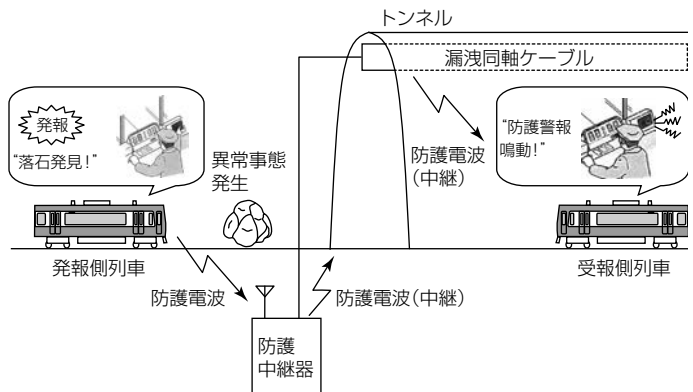 トンネル
漏洩同軸ケーブル
発報
“落石発見!”
異常事態
発生
防護電波
(中継)
“防護警報
鳴動!”
発報側列車
受報側列車
防護電波
防護電波(中継)
防護
中継器